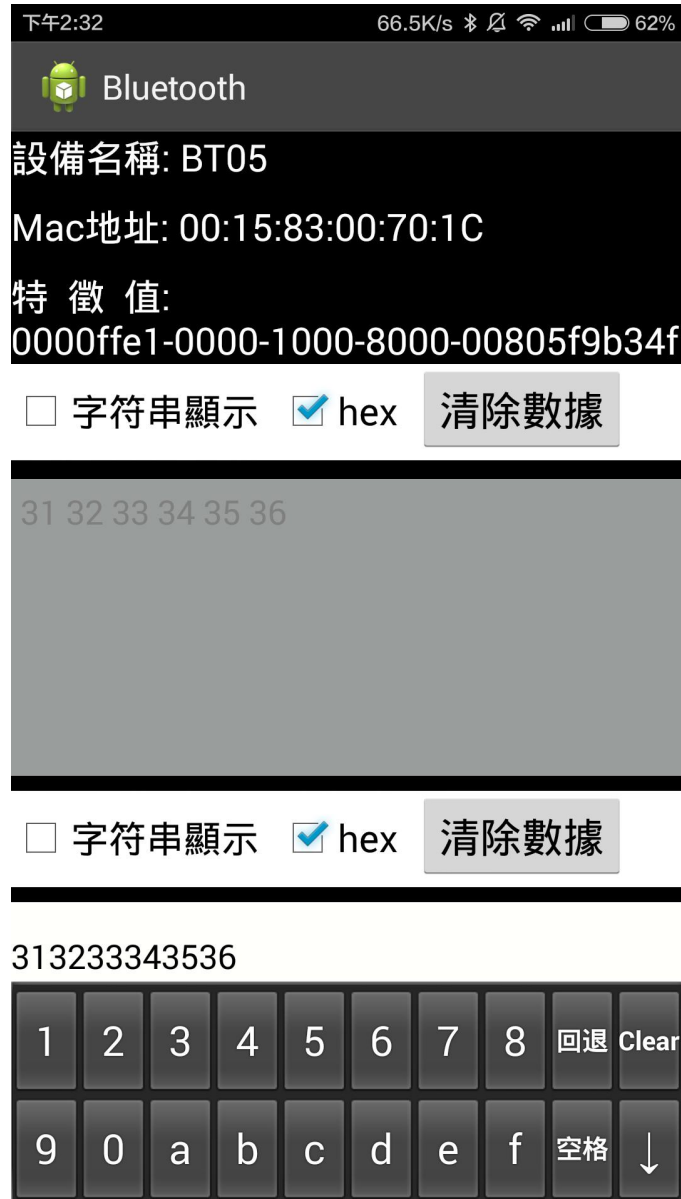 下午2:32 66.5K/s 62%
Bluetooth
設備名稱: BT05
Mac地址: 00:15:83:00:70:1C
特 徵 值:
0000ffe1-0000-1000-8000-00805f9b34f
字符串顯示 hex 清除數據
31 32 33 34 35 36
字符串顯示 hex 清除數據
313233343536
1 2 3 4 5 6 7 8 回退 Clear
9 0 a b c d e f 空格 ↓